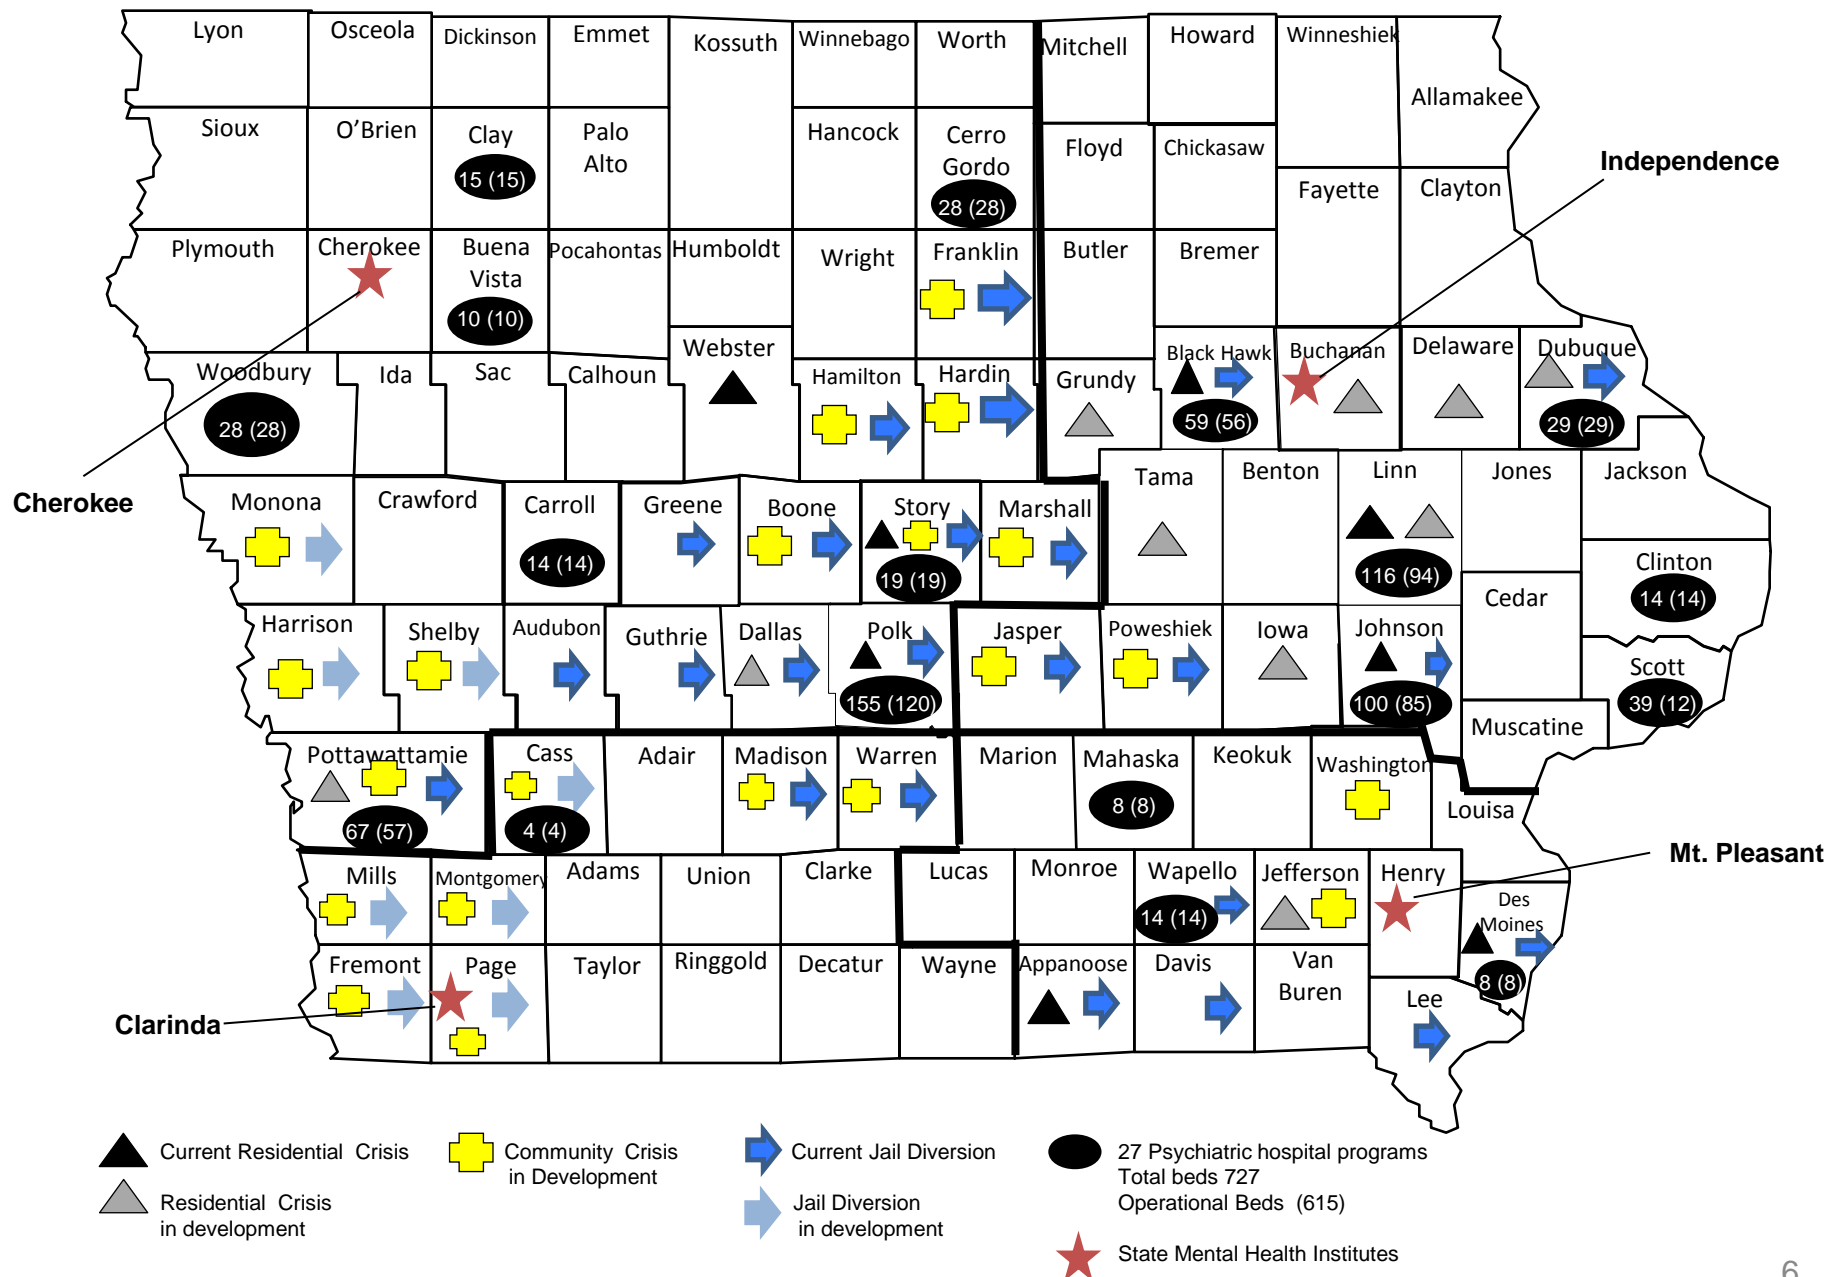 Lyon
Osceola
Dickinson
Emmet
Kossuth
Winnebago
Worth
Mitchell
Howard
Winneshiek
Allamakee
Sioux
O’Brien
Clay
15 (15)
Palo
Alto
Hancock
Cerro
Gordo
28 (28)
Floyd
Chickasaw
Fayette
Clayton
Independence
Plymouth
Cherokee
Buena
Vista
10 (10)
Pocahontas
Humboldt
Wright
Franklin
Butler
Bremer
Woodbury
28 (28)
Ida
Sac
Calhoun
Webster
Hamilton
Hardin
Grundy
Black Hawk
59 (56)
Buchanan
Delaware
Dubuque
29 (29)
Cherokee
Monona
Crawford
Carroll
14 (14)
Greene
Boone
Story
19 (19)
Marshall
Tama
Benton
Linn
116 (94)
Jones
Jackson
Clinton
14 (14)
Cedar
Harrison
Shelby
Audubon
Guthrie
Dallas
Polk
155 (120)
Jasper
Poweshiek
Iowa
Johnson
100 (85)
Scott
39 (12)
Muscatine
Pottawattamie
67 (57)
Cass
4 (4)
Adair
Madison
Warren
Marion
Mahaska
8 (8)
Keokuk
Washington
Louisa
Mt. Pleasant
Mills
Montgomery
Adams
Union
Clarke
Lucas
Monroe
Wapello
14 (14)
Jefferson
Henry
Des
Moines
8 (8)
Fremont
Page
Taylor
Ringgold
Decatur
Wayne
Appanoose
Davis
Van
Buren
Lee
Clarinda
Current Residential Crisis
Residential Crisis
in development
Community Crisis
in Development
Current Jail Diversion
Jail Diversion
in development
27 Psychiatric hospital programs
Total beds 727
Operational Beds (615)
State Mental Health Institutes
6